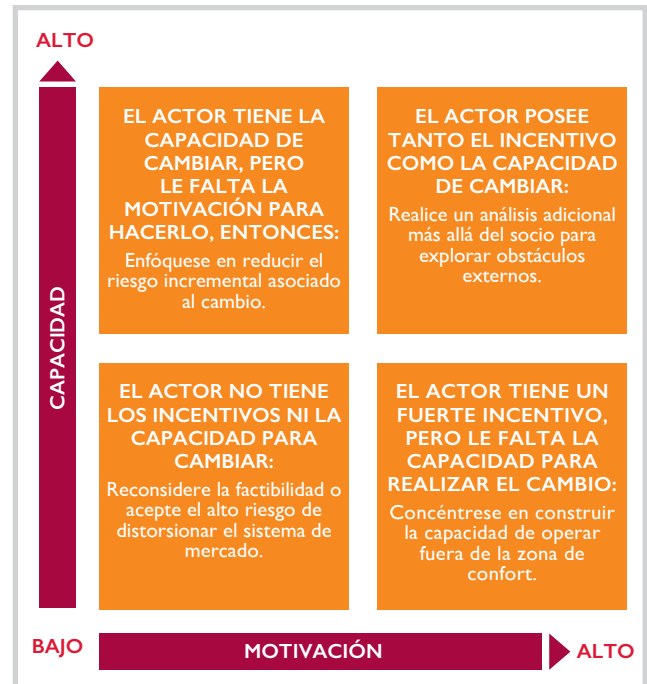 ALTO
EL ACTOR TIENE LA
CAPACIDAD DE
CAMBIAR, PERO
LE FALTA LA
MOTIVACIÓN PARA
HACERLO, ENTONCES:
Enfóquese en reducir el
riesgo incremental asociado
al cambio.
EL ACTOR POSEE
TANTO EL INCENTIVO
COMO LA CAPACIDAD
DE CAMBIAR:
Realice un análisis adicional
más allá del socio para
explorar obstáculos
externos.
CAPACIDAD
EL ACTOR NO TIENE
LOS INCENTIVOS NI LA
CAPACIDAD PARA
CAMBIAR:
Reconsidere la factibilidad o
acepte el alto riesgo de
distorsionar el sistema de
mercado.
EL ACTOR TIENE UN
FUERTE INCENTIVO,
PERO LE FALTA LA
CAPACIDAD PARA
REALIZAR EL CAMBIO:
Concéntrese en construir
la capacidad de operar
fuera de la zona de
confort.
BAJO
MOTIVACIÓN
ALTO